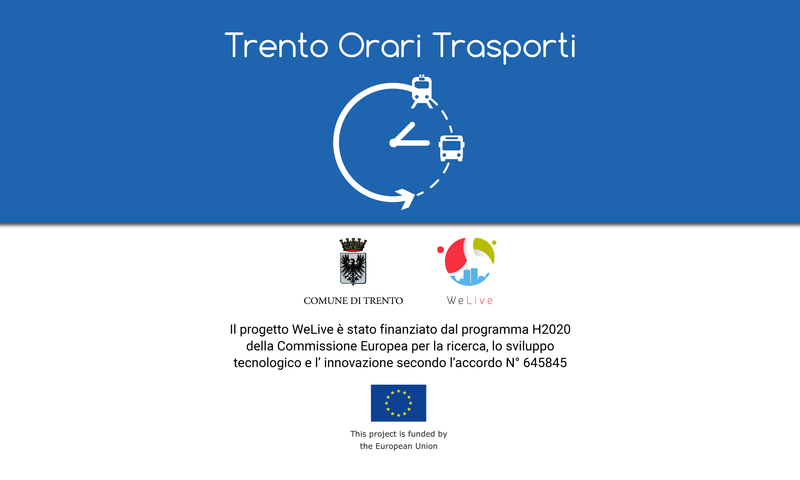 Trento Orari Trasporti
COMUNE DI TRENTO
WeLive
Il progetto WeLive è stato finanziato dal programma H2020
della Commissione Europea per la ricerca, lo sviluppo
tecnologico e l’ innovazione secondo l’accordo N° 645845
This project is funded by
the European Union